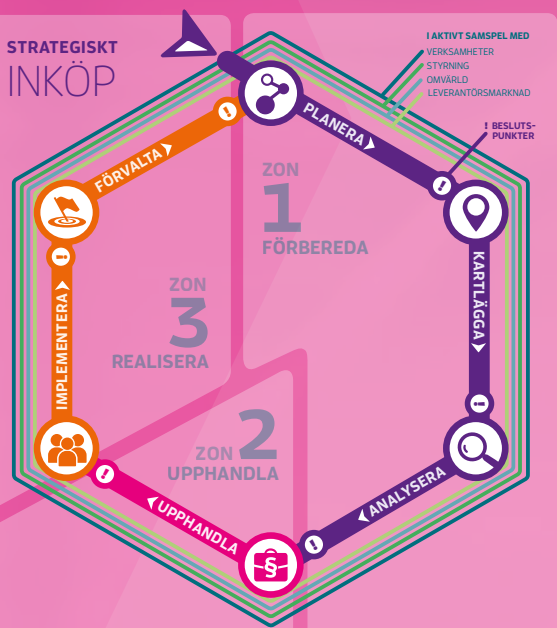 STRATEGISKT
INKÖP
I AKTIVT SAMSPEL MED
VERKSAMHETER
STYRNING
OMVÄRLD
LEVERANTÖRSMARKNAD
! BESLUTS-
PUNKTER
PLANERA
!
ZON
1
FÖRBEREDA
KARTLÄGGA
!
ANALYSERA
!
ZON 2
UPPHANDLA
§
UPPHANDLA
!
ZON
3
REALISERA
IMPLEMENTERA
!
FÖRVALTA
!